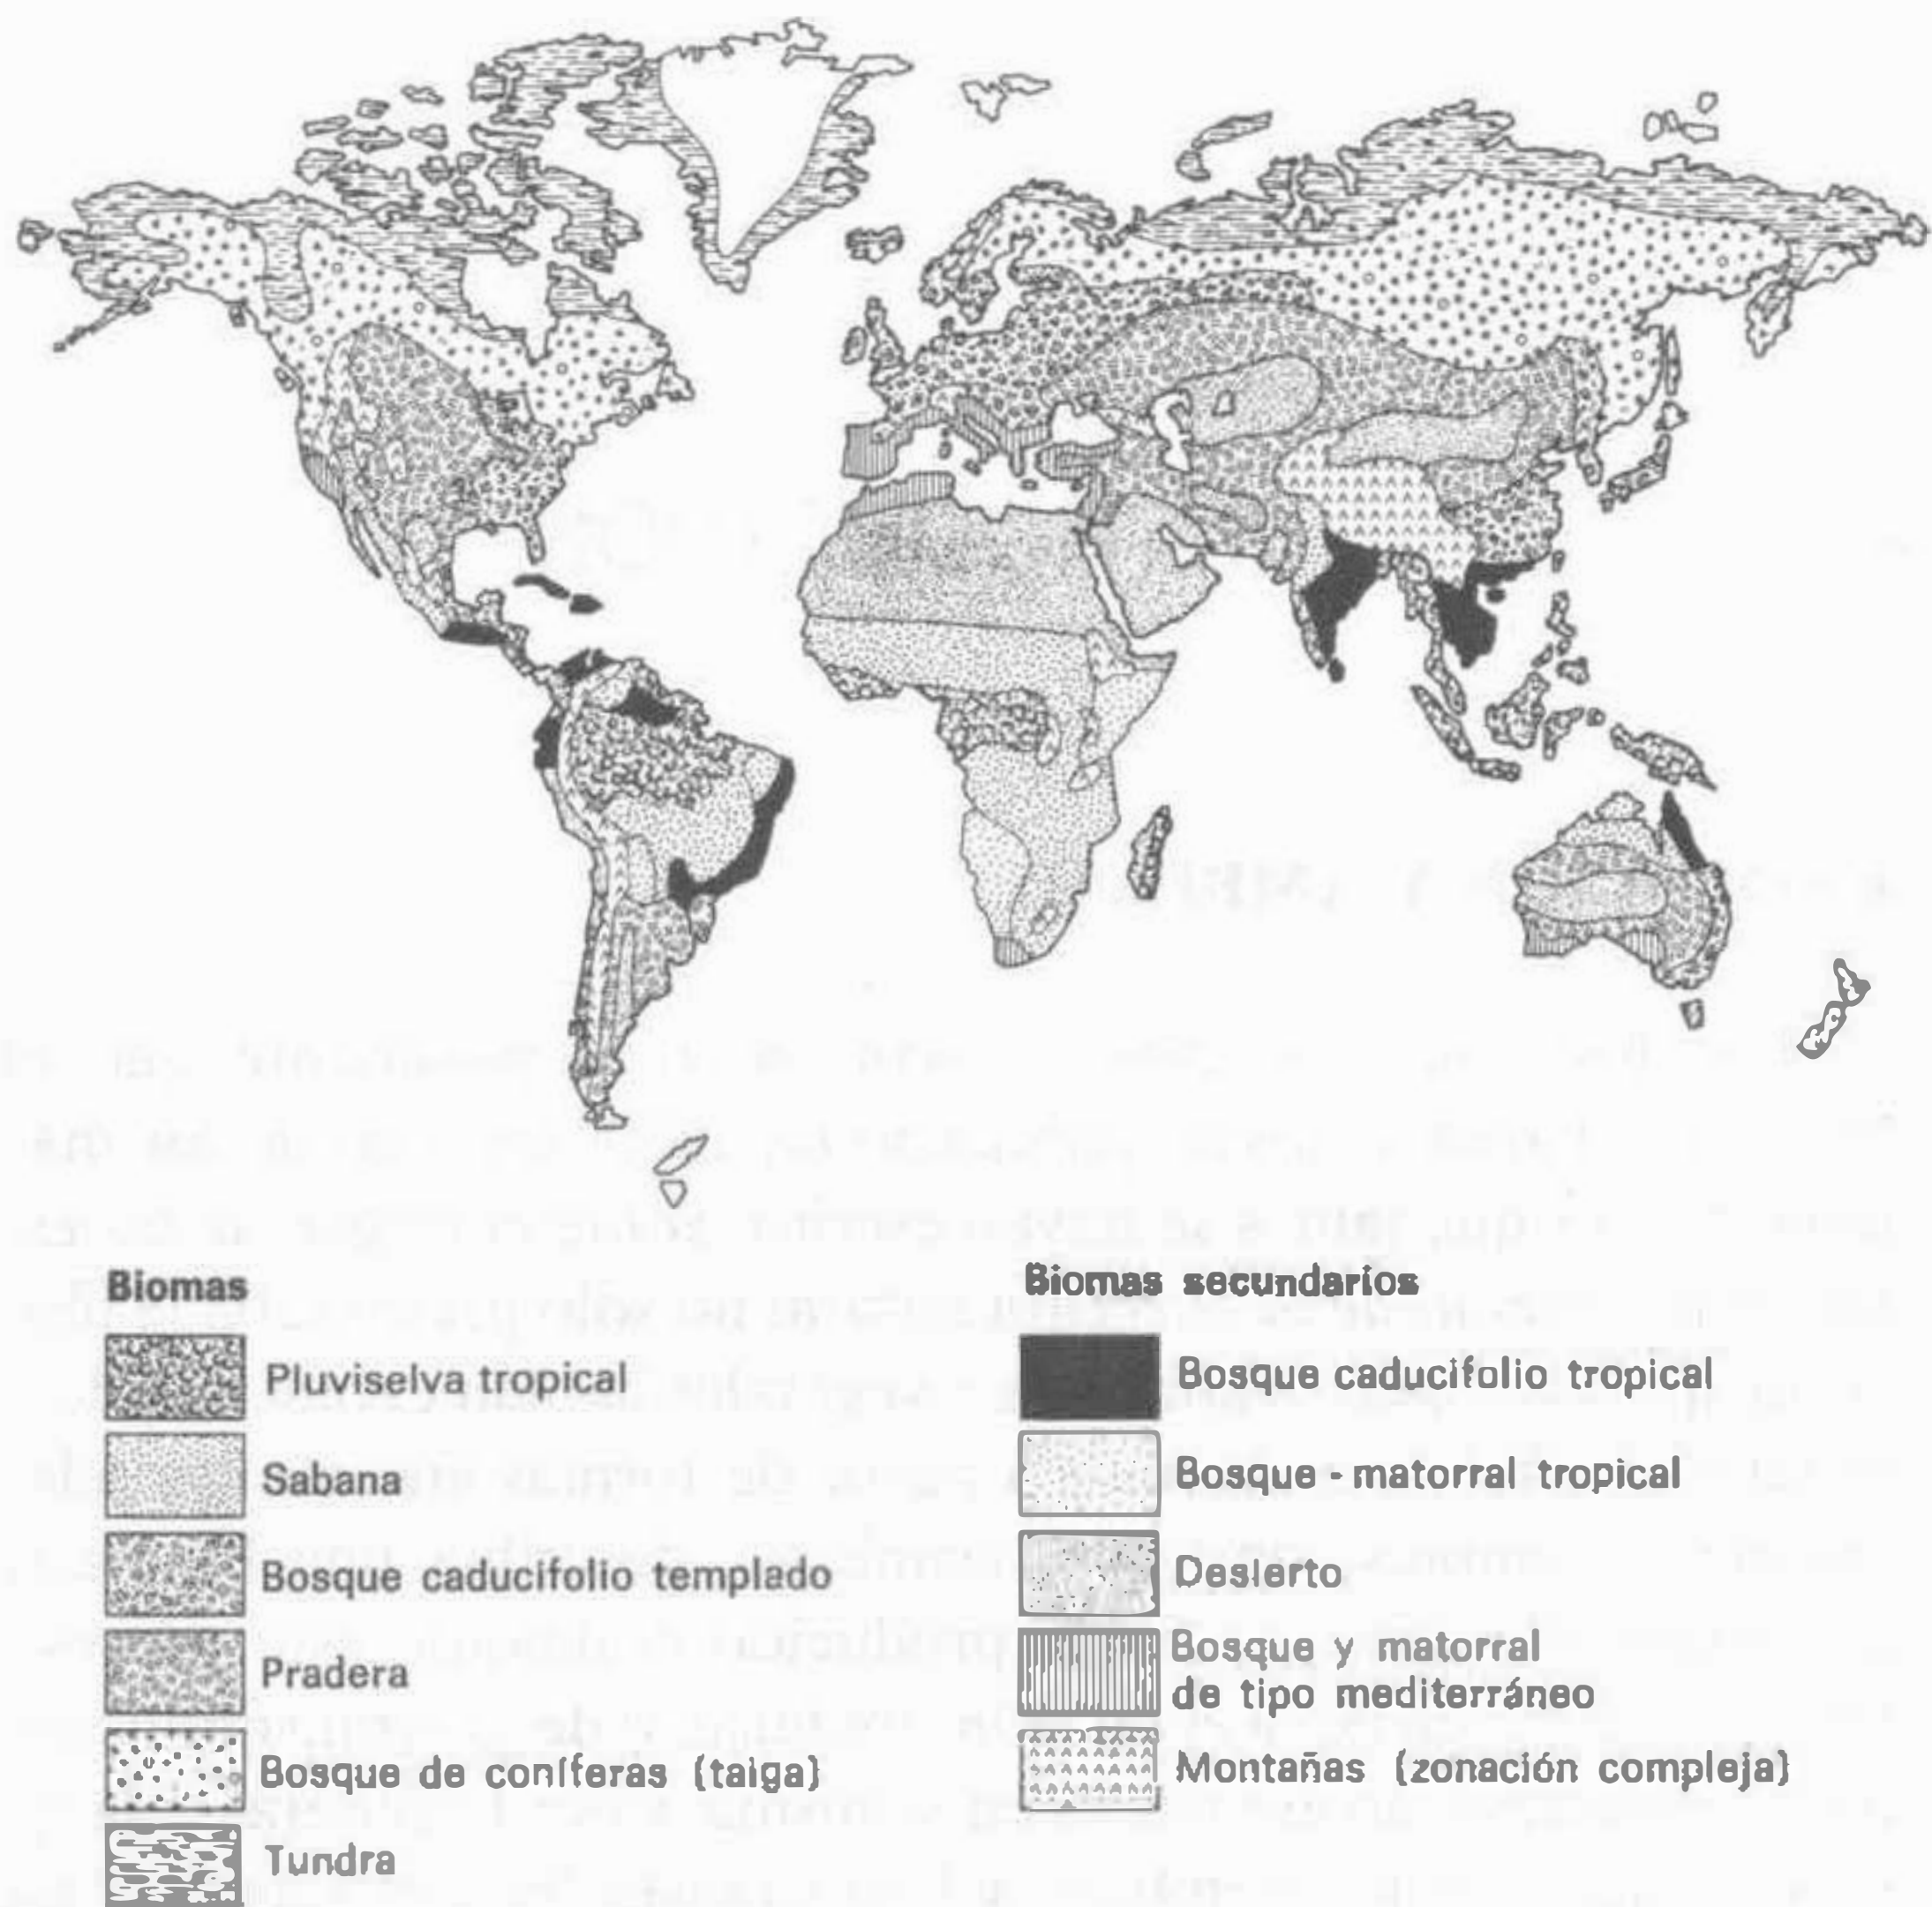 Biomas
Pluviselva tropical
Sabana
Bosque caducifolio templado
Pradera
Bosque de coníferas (taiga)
Tundra
Biomas secundarios
Bosque caducifolio tropical
Bosque - matorral tropical
Desierto
Bosque y matorral
de tipo mediterráneo
Montañas (zonación compleja)